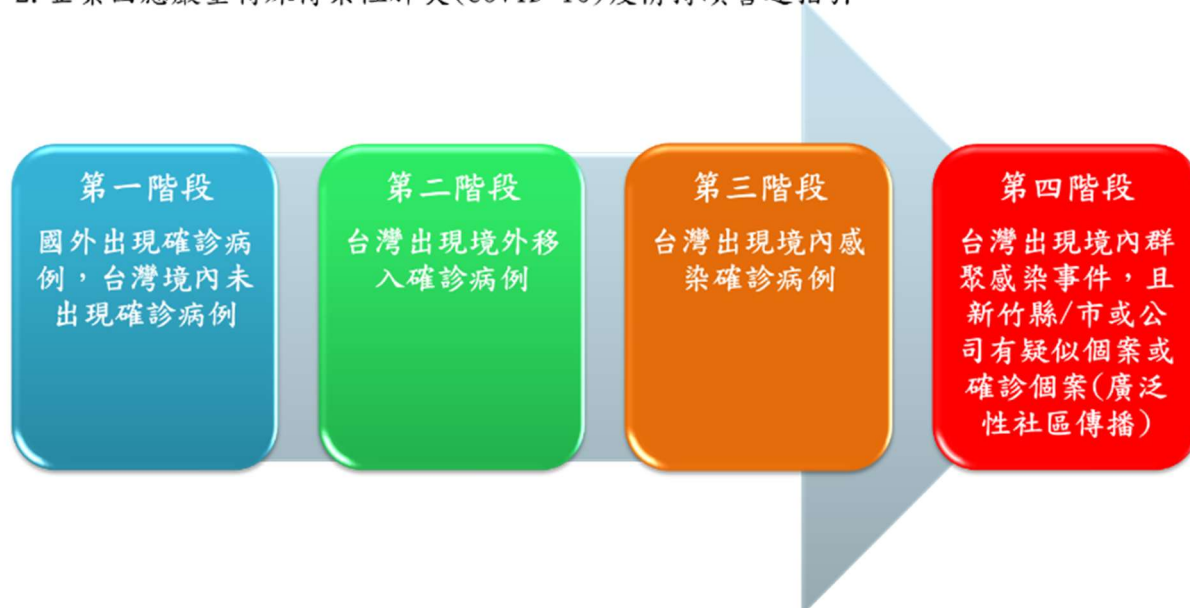 第一階段
國外出現確診病
例，台灣境內未
出現確診病例
第二階段
台灣出現境外移
入確診病例
第三階段
台灣出現境內感
染確診病例
第四階段
台灣出現境內群
聚感染事件，且
新竹縣/市或公
司有疑似個案或
確診個案(廣泛
性社區傳播)